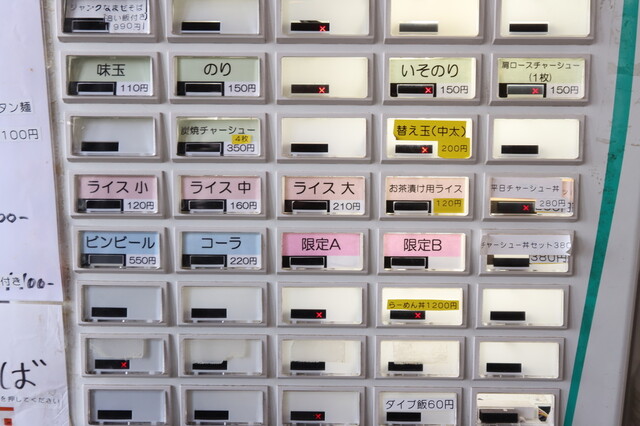 ジャンクなまぜそば
(追い飯付き)
990円
味玉
110円
のり
150円
いそのり
150円
肩ロースチャーシュー
(1枚)
150円
タン麺
100円
炭焼チャーシュー
4枚
350円
替え玉(中太)
200円
ライス 小
120円
ライス 中
160円
ライス 大
210円
お茶漬け用ライス
120円
平日チャーシュー丼
280円
ビンビール
550円
コーラ
220円
限定A
限定B
チャーシュー丼セット380
380円
らーめん丼1200円
ダイブ飯60円
ば